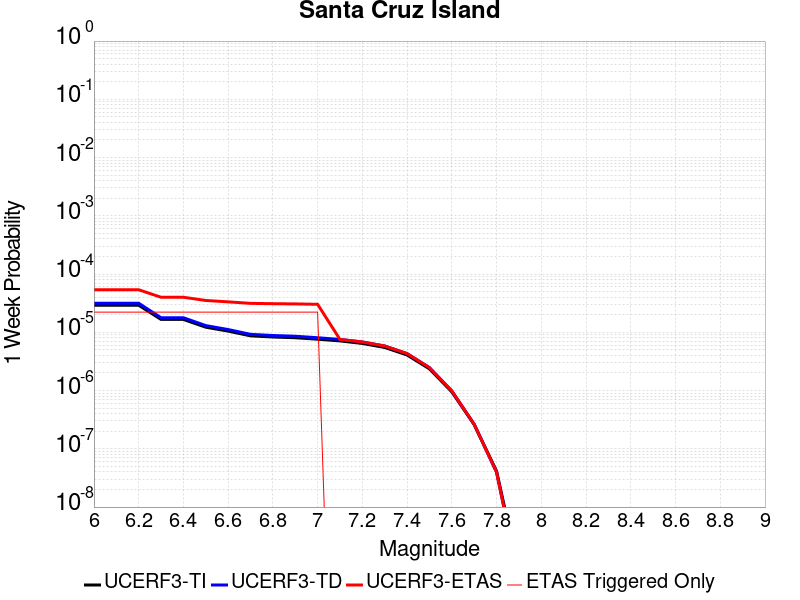 Santa Cruz Island
10^0
10^-1
10^-2
10^-3
10^-4
10^-5
10^-6
10^-7
10^-8
1 Week Probability
6 6.2 6.4 6.6 6.8 7 7.2 7.4 7.6 7.8 8 8.2 8.4 8.6 8.8 9
Magnitude
UCERF3-TI UCERF3-TD UCERF3-ETAS ETAS Triggered Only